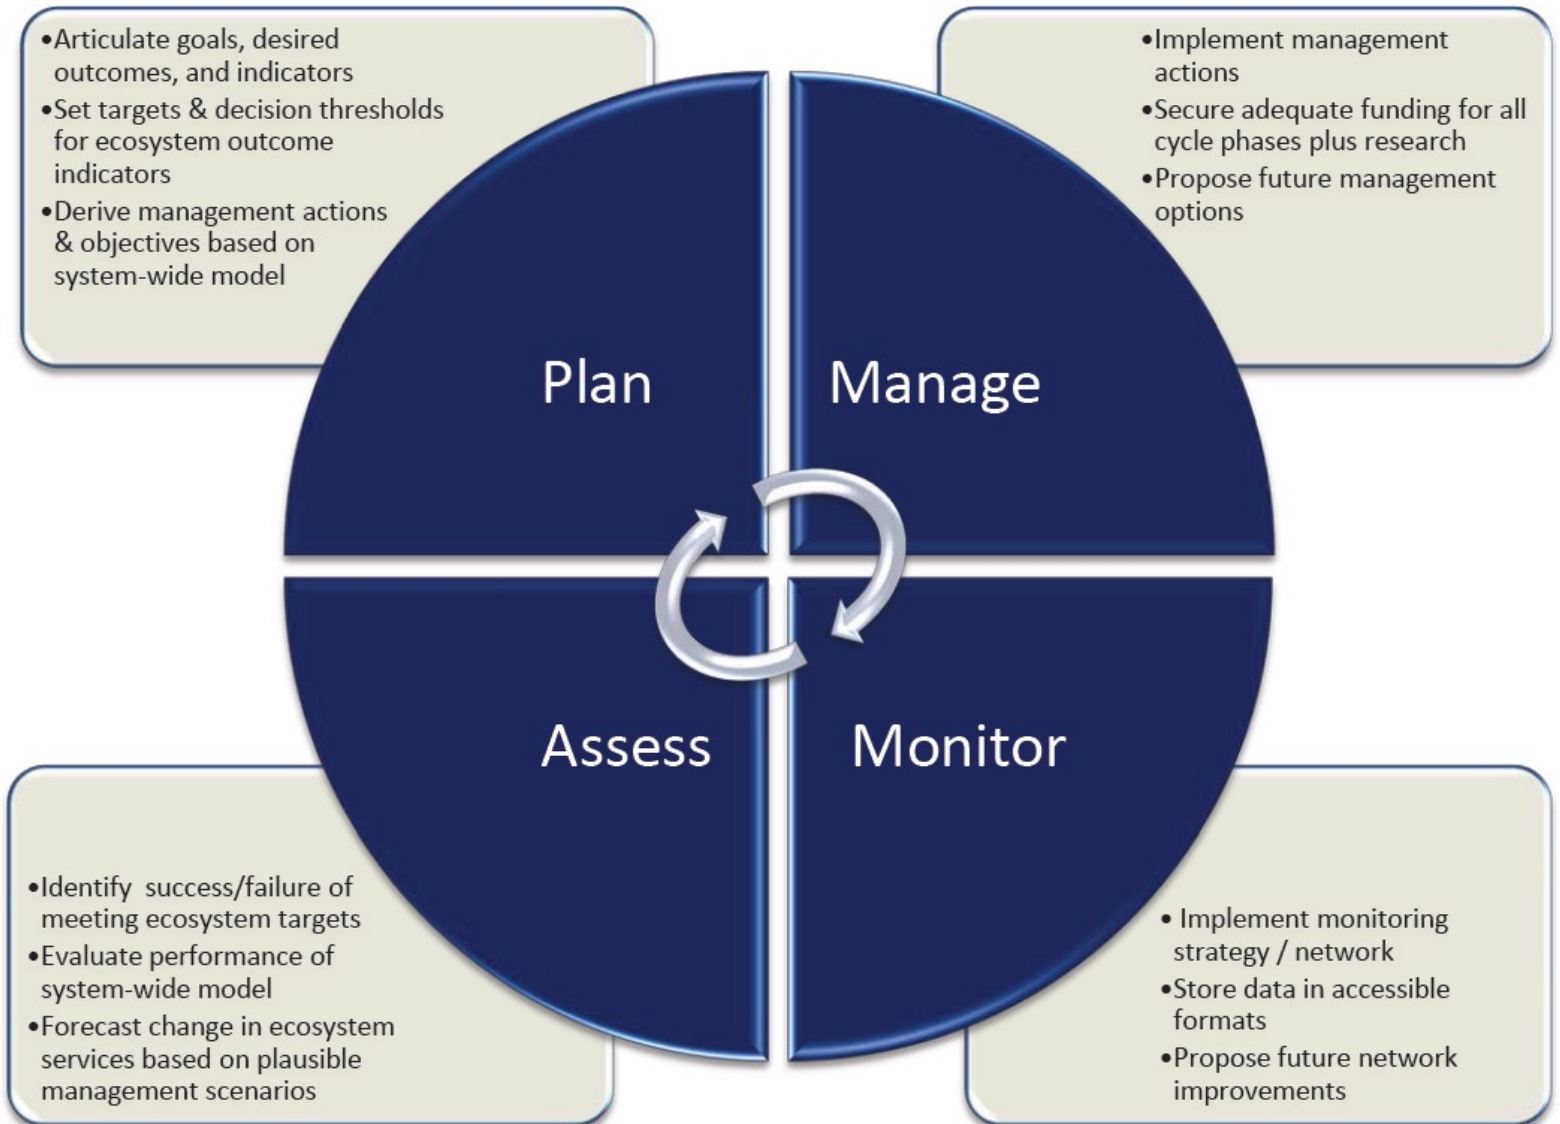 •Articulate goals, desired
outcomes, and indicators
•Set targets & decision thresholds
for ecosystem outcome
indicators
•Derive management actions
& objectives based on
system-wide model
•Implement management
actions
•Secure adequate funding for all
cycle phases plus research
•Propose future management
options
Plan
Manage
Assess
Monitor
•Identify success/failure of
meeting ecosystem targets
•Evaluate performance of
system-wide model
•Forecast change in ecosystem
services based on plausible
management scenarios
• Implement monitoring
strategy / network
•Store data in accessible
formats
•Propose future network
improvements